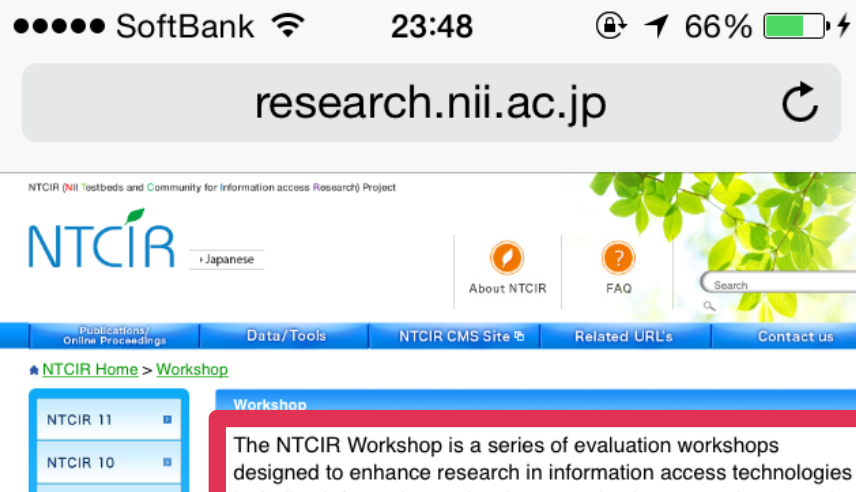 SoftBank 23:48 66%
research.nii.ac.jp
NTCIR (NII Testbeds and Community for Information access Research) Project
NTCIR
Japanese
About NTCIR
FAQ
Search
Publications/
Online Proceedings
Data/Tools
NTCIR CMS Site
Related URL's
Contact us
NTCIR Home > Workshop
NTCIR 11
NTCIR 10
Workshop
The NTCIR Workshop is a series of evaluation workshops
designed to enhance research in information access technologies